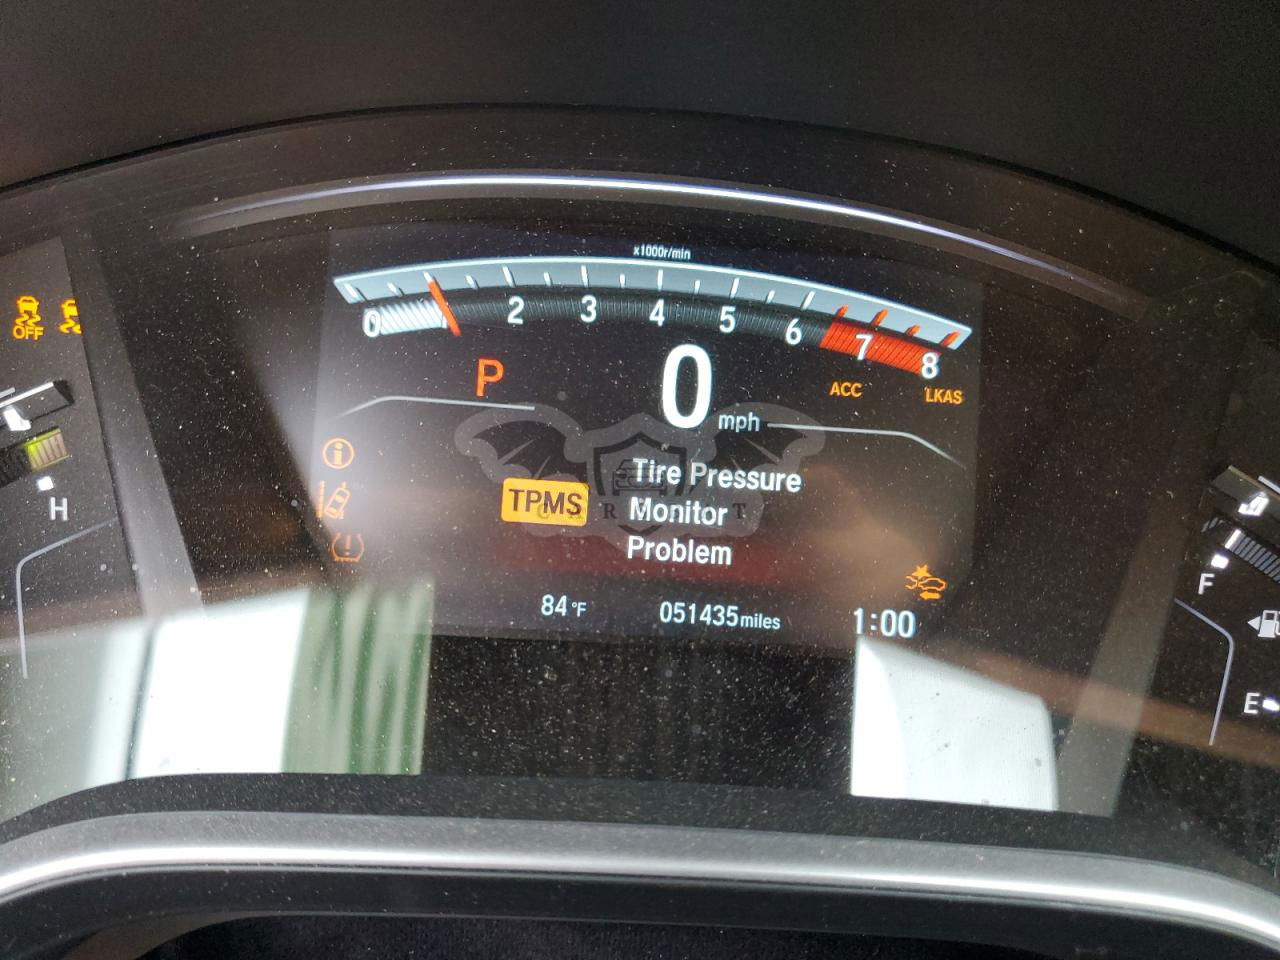 x1000r/min
0 1 2 3 4 5 6 7 8
OFF
P
0 mph
ACC
LKAS
TPMS
Tire Pressure
Monitor
Problem
H
F
E
84°F
051435 miles
1:00